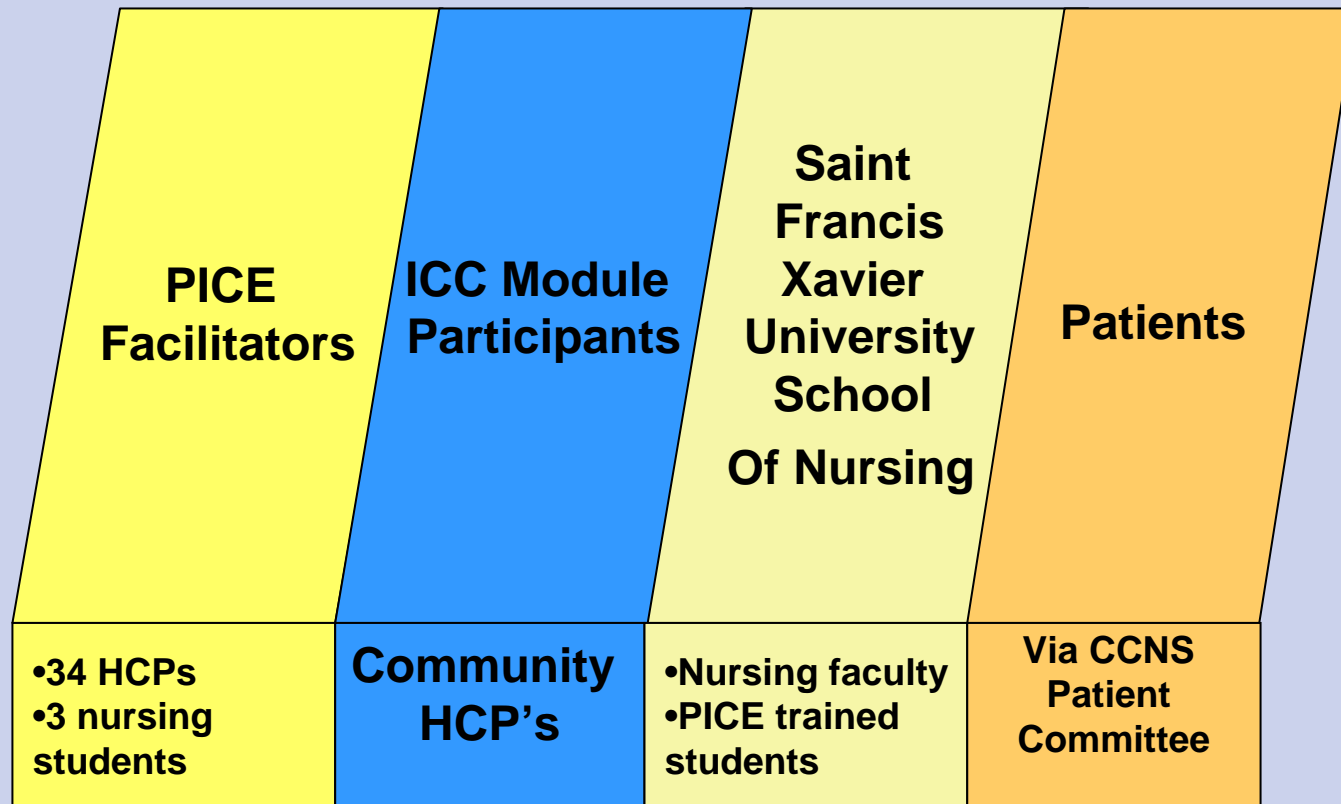 PICE
Facilitators
ICC Module
Participants
Saint
Francis
Xavier
University
School
Of Nursing
Patients
•34 HCPs
•3 nursing
students
Community
HCP’s
•Nursing faculty
•PICE trained
students
Via CCNS
Patient
Committee